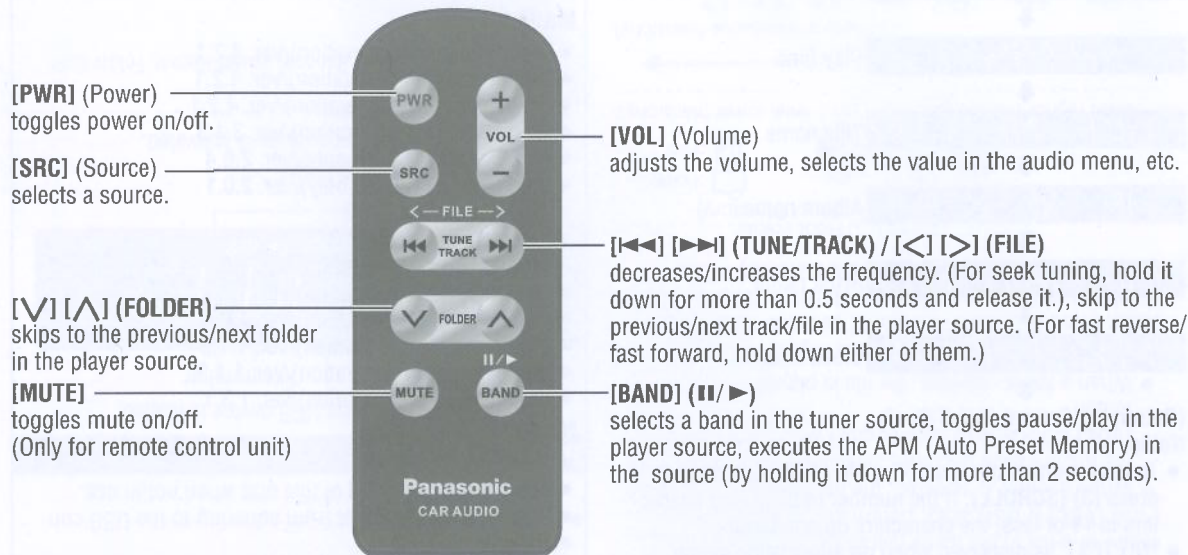 [PWR] (Power)
toggles power on/off.
[SRC] (Source)
selects a source.
[∨] [∧] (FOLDER)
skips to the previous/next folder
in the player source
[MUTE]
toggles mute on/off.
(Only for remote control unit)
PWR
+
VOL
SRC
−
< — FILE — >
⏮ TUNE TRACK ⏭
∨ FOLDER ∧
⏸/▶
MUTE
BAND
Panasonic
CAR AUDIO
[VOL] (Volume)
adjusts the volume, selects the value in the audio menu, etc.
[⏮] [⏭] (TUNE/TRACK) / [<] [>] (FILE)
decreases/increases the frequency. (For seek tuning, hold it
down for more than 0.5 seconds and release it.), skip to the
previous/next track/file in the player source. (For fast reverse/
fast forward, hold down either of them.)
[BAND] (⏸/ ▶)
selects a band in the tuner source, toggles pause/play in the
player source, executes the APM (Auto Preset Memory) in
the source (by holding it down for more than 2 seconds).